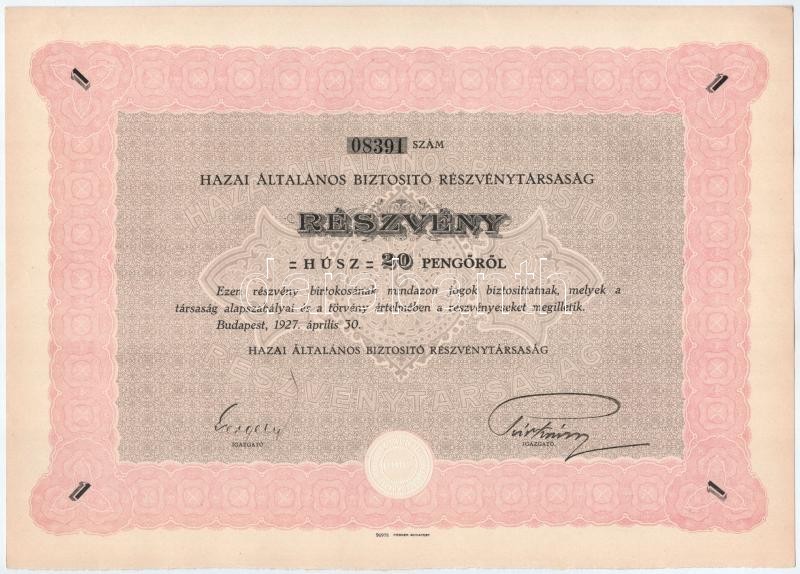 1 1
08391 SZÁM
HAZAI ÁLTALÁNOS BIZTOSITÓ RÉSZVÉNYTÁRSASÁG
RÉSZVÉNY
= HÚSZ = 20 PENGŐRŐL
Ezen részvény birtokosának mindazon jogok biztosittatnak, melyek a
társaság alapszabályai és a törvény értelmében a részvényeseket megilletik.
Budapest, 1927. április 30.
HAZAI ÁLTALÁNOS BIZTOSITÓ RÉSZVÉNYTÁRSASÁG
IGAZGATÓ. IGAZGATÓ.
1 1